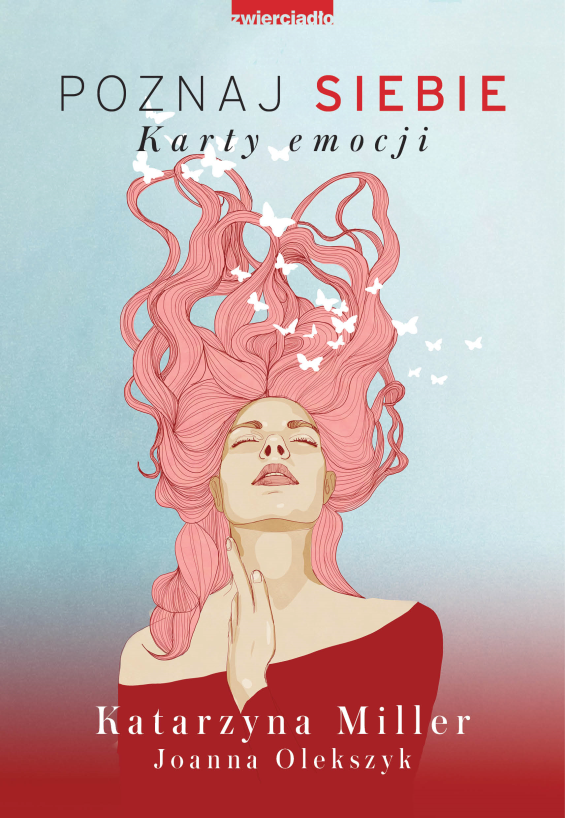 zwierciadło
POZNAJ SIEBIE
Karty emocji
Katarzyna Miller
Joanna Olekszyk